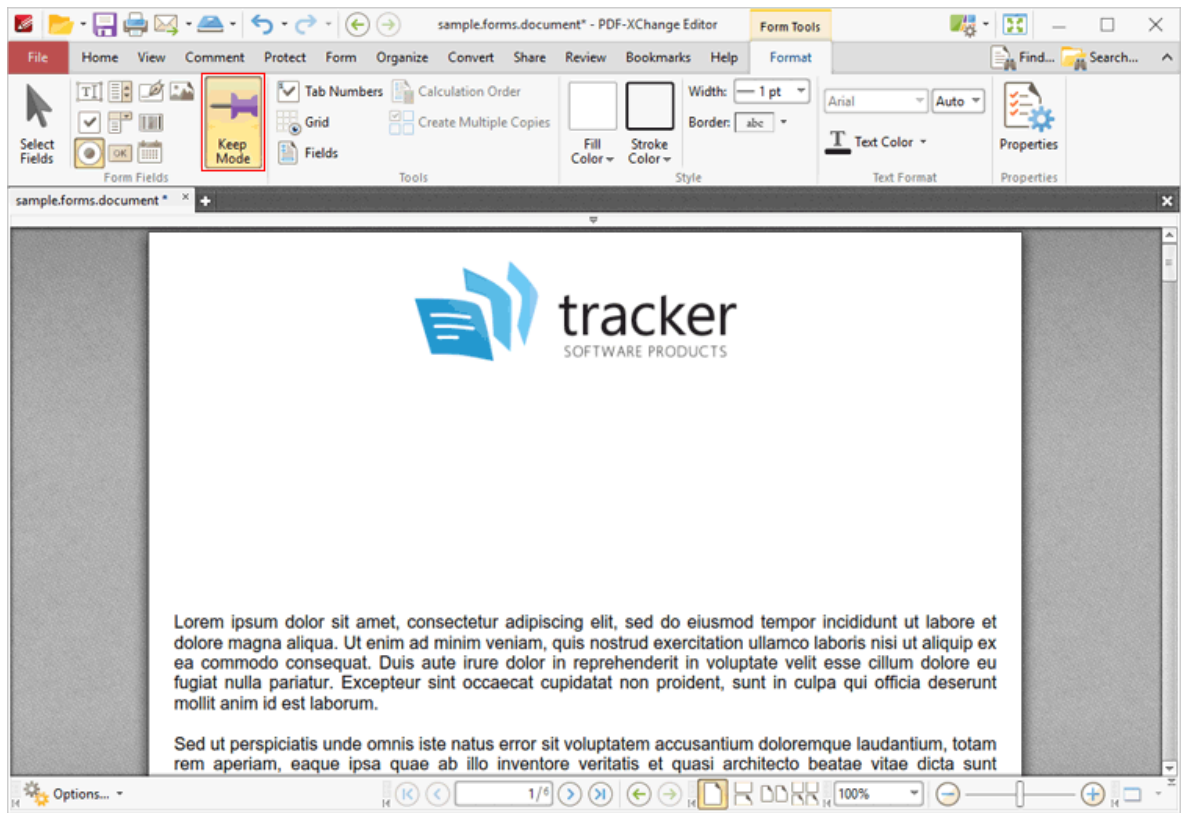 sample.forms.document* - PDF-XChange Editor
Form Tools
File Home View Comment Protect Form Organize Convert Share Review Bookmarks Help Format Find... Search...
Select Fields
T
OK
Form Fields
Keep Mode
Tab Numbers
Grid
Fields
Calculation Order
Create Multiple Copies
Tools
Fill Color
Stroke Color
Width: 1 pt
Border: abc
Style
Arial Auto
T Text Color
Text Format
Properties
Properties
sample.forms.document *
tracker
SOFTWARE PRODUCTS
Lorem ipsum dolor sit amet, consectetur adipiscing elit, sed do eiusmod tempor incididunt ut labore et
dolore magna aliqua. Ut enim ad minim veniam, quis nostrud exercitation ullamco laboris nisi ut aliquip ex
ea commodo consequat. Duis aute irure dolor in reprehenderit in voluptate velit esse cillum dolore eu
fugiat nulla pariatur. Excepteur sint occaecat cupidatat non proident, sunt in culpa qui officia deserunt
mollit anim id est laborum.
Sed ut perspiciatis unde omnis iste natus error sit voluptatem accusantium doloremque laudantium, totam
rem aperiam, eaque ipsa quae ab illo inventore veritatis et quasi architecto beatae vitae dicta sunt
Options... 1/6 100%